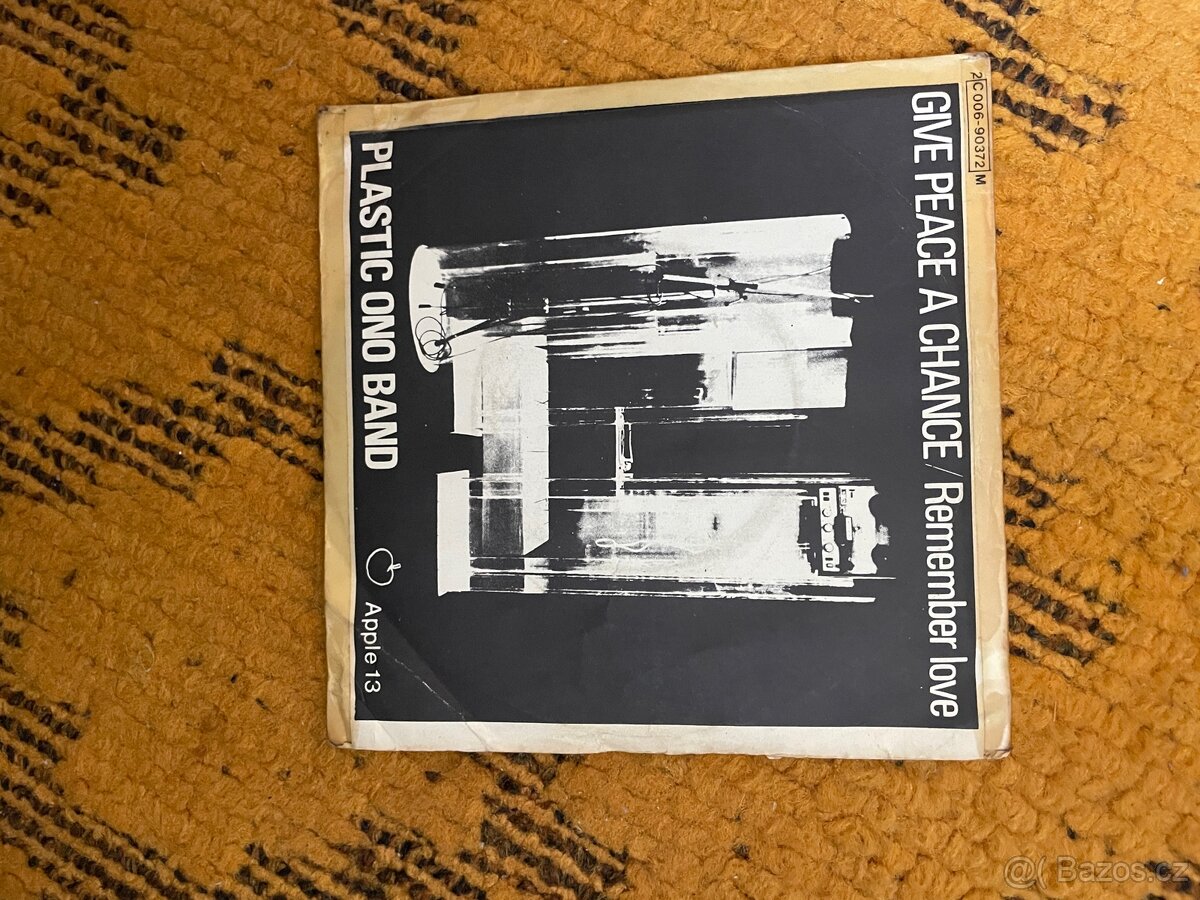 2C 006-90372 M
GIVE PEACE A CHANCE/Remember love
PLASTIC ONO BAND
Apple 13
@( Bazos.cz